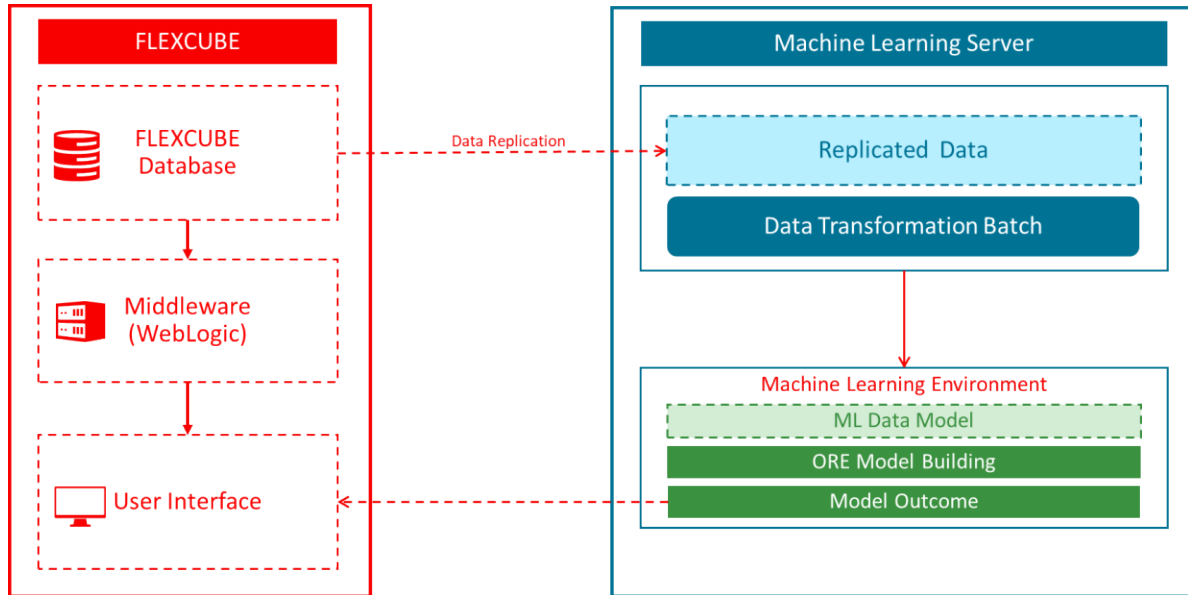 FLEXCUBE
FLEXCUBE
Database
Middleware
(WebLogic)
User Interface
Data Replication
Machine Learning Server
Replicated Data
Data Transformation Batch
Machine Learning Environment
ML Data Model
ORE Model Building
Model Outcome